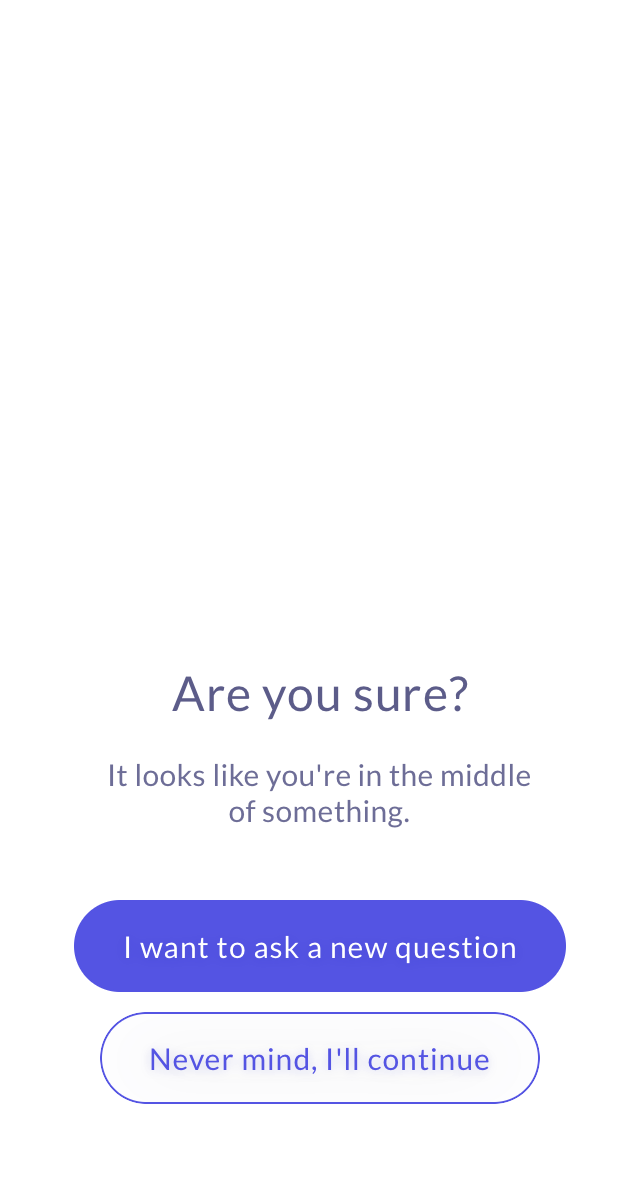 Are you sure?
It looks like you're in the middle
of something.
I want to ask a new question
Never mind, I'll continue